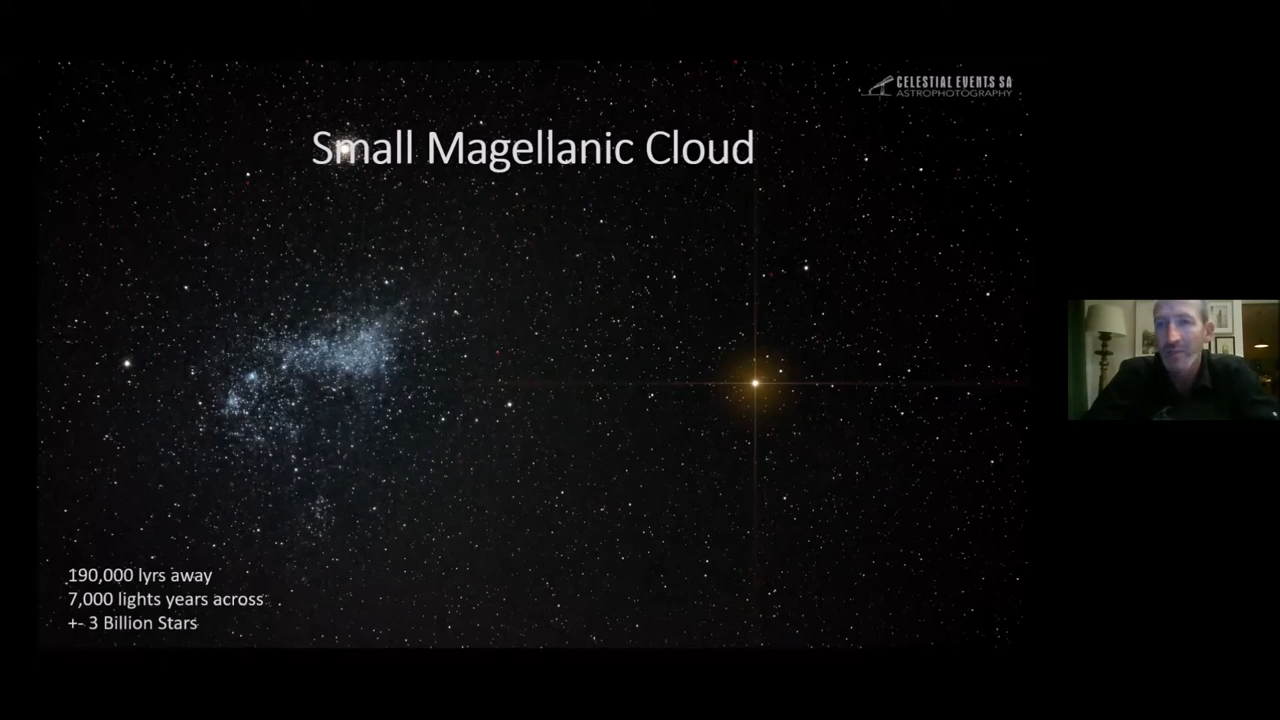 CELESTIAL EVENTS SA
ASTROPHOTOGRAPHY
Small Magellanic Cloud
190,000 lyrs away
7,000 lights years across
+- 3 Billion Stars